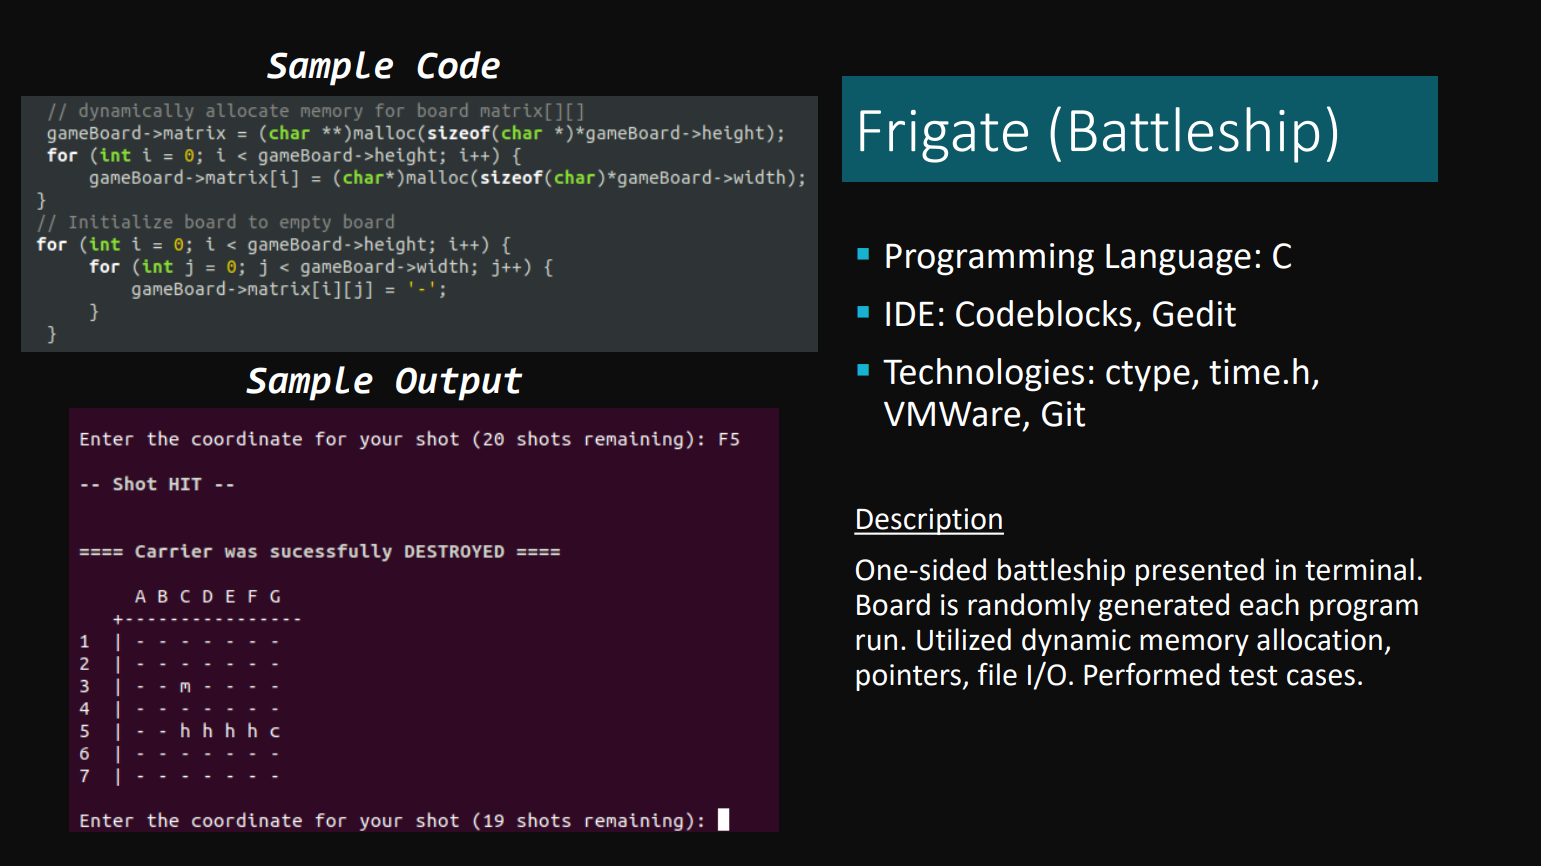 Sample Code
// dynamically allocate memory for board matrix[][]
gameBoard->matrix = (char **)malloc(sizeof(char *)*gameBoard->height);
for (int i = 0; i < gameBoard->height; i++) {
gameBoard->matrix[i] = (char*)malloc(sizeof(char)*gameBoard->width);
}
// Initialize board to empty board
for (int i = 0; i < gameBoard->height; i++) {
for (int j = 0; j < gameBoard->width; j++) {
gameBoard->matrix[i][j] = '-';
}
}
Sample Output
Enter the coordinate for your shot (20 shots remaining): F5
-- Shot HIT --
==== Carrier was sucessfully DESTROYED ====
A B C D E F G
+----------------
1 | - - - - - - -
2 | - - - - - - -
3 | - - m - - - -
4 | - - - - - - -
5 | - - h h h h c
6 | - - - - - - -
7 | - - - - - - -
Enter the coordinate for your shot (19 shots remaining):
Frigate (Battleship)
▪ Programming Language: C
▪ IDE: Codeblocks, Gedit
▪ Technologies: ctype, time.h,
VMWare, Git
Description
One-sided battleship presented in terminal.
Board is randomly generated each program
run. Utilized dynamic memory allocation,
pointers, file I/O. Performed test cases.